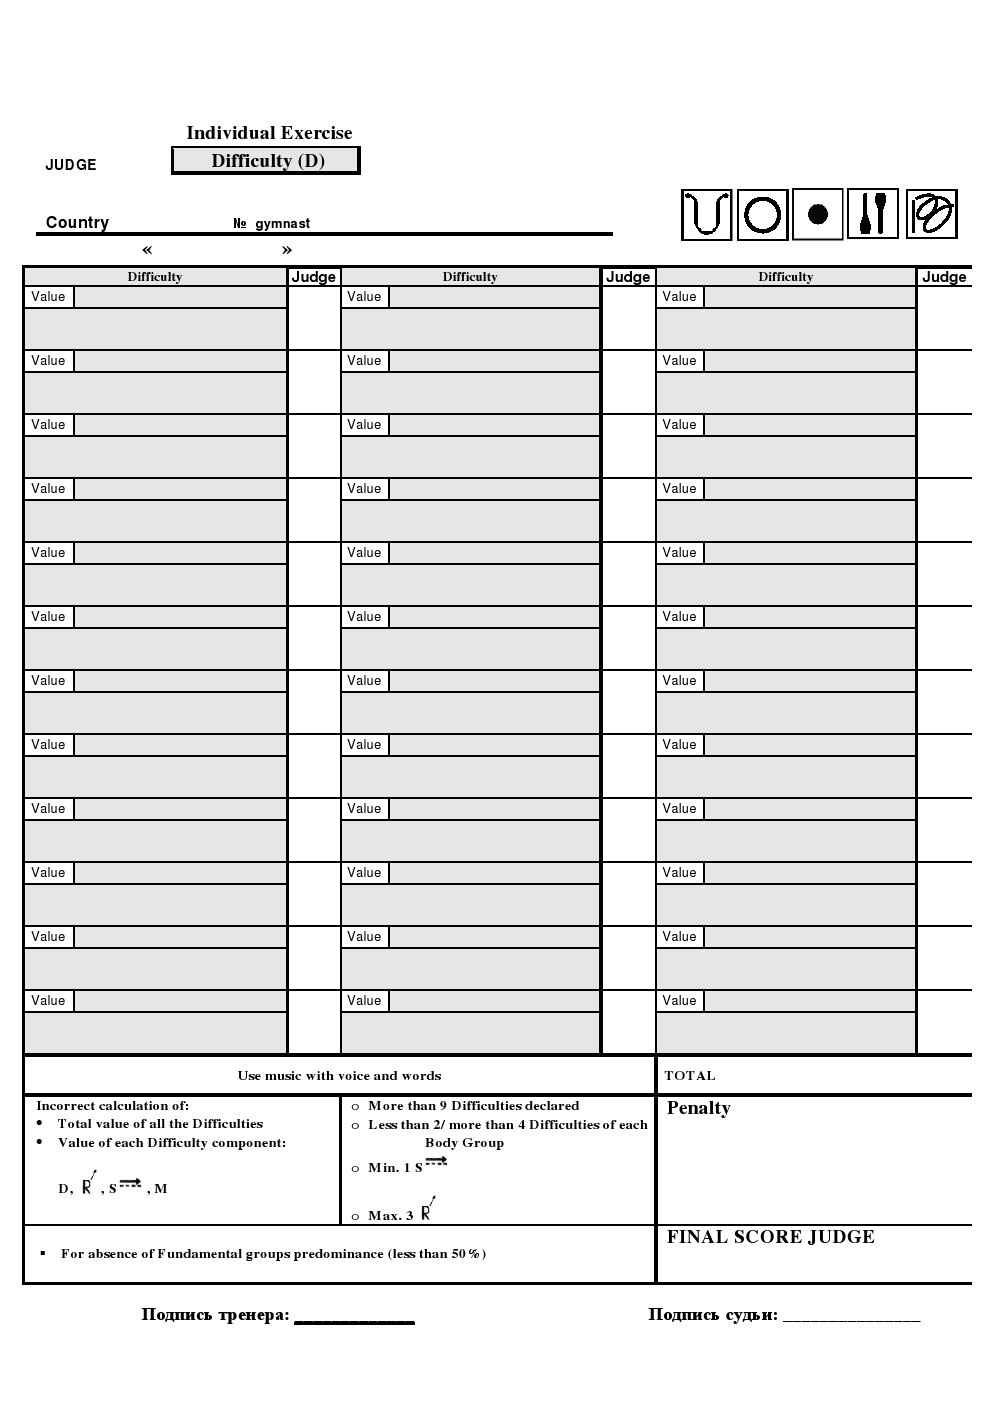 Individual Exercise
JUDGE Difficulty (D)
Country № gymnast
« »
Difficulty Judge Difficulty Judge Difficulty Judge
Value Value Value
Value Value Value
Value Value Value
Value Value Value
Value Value Value
Value Value Value
Value Value Value
Value Value Value
Value Value Value
Value Value Value
Value Value Value
Value Value Value
Use music with voice and words TOTAL
Incorrect calculation of:
• Total value of all the Difficulties
• Value of each Difficulty component:
D, R , S , M
o More than 9 Difficulties declared
o Less than 2/ more than 4 Difficulties of each
Body Group
o Min. 1 S
o Max. 3 R
Penalty
▪ For absence of Fundamental groups predominance (less than 50%)
FINAL SCORE JUDGE
Подпись тренера: _____________ Подпись судьи: _______________